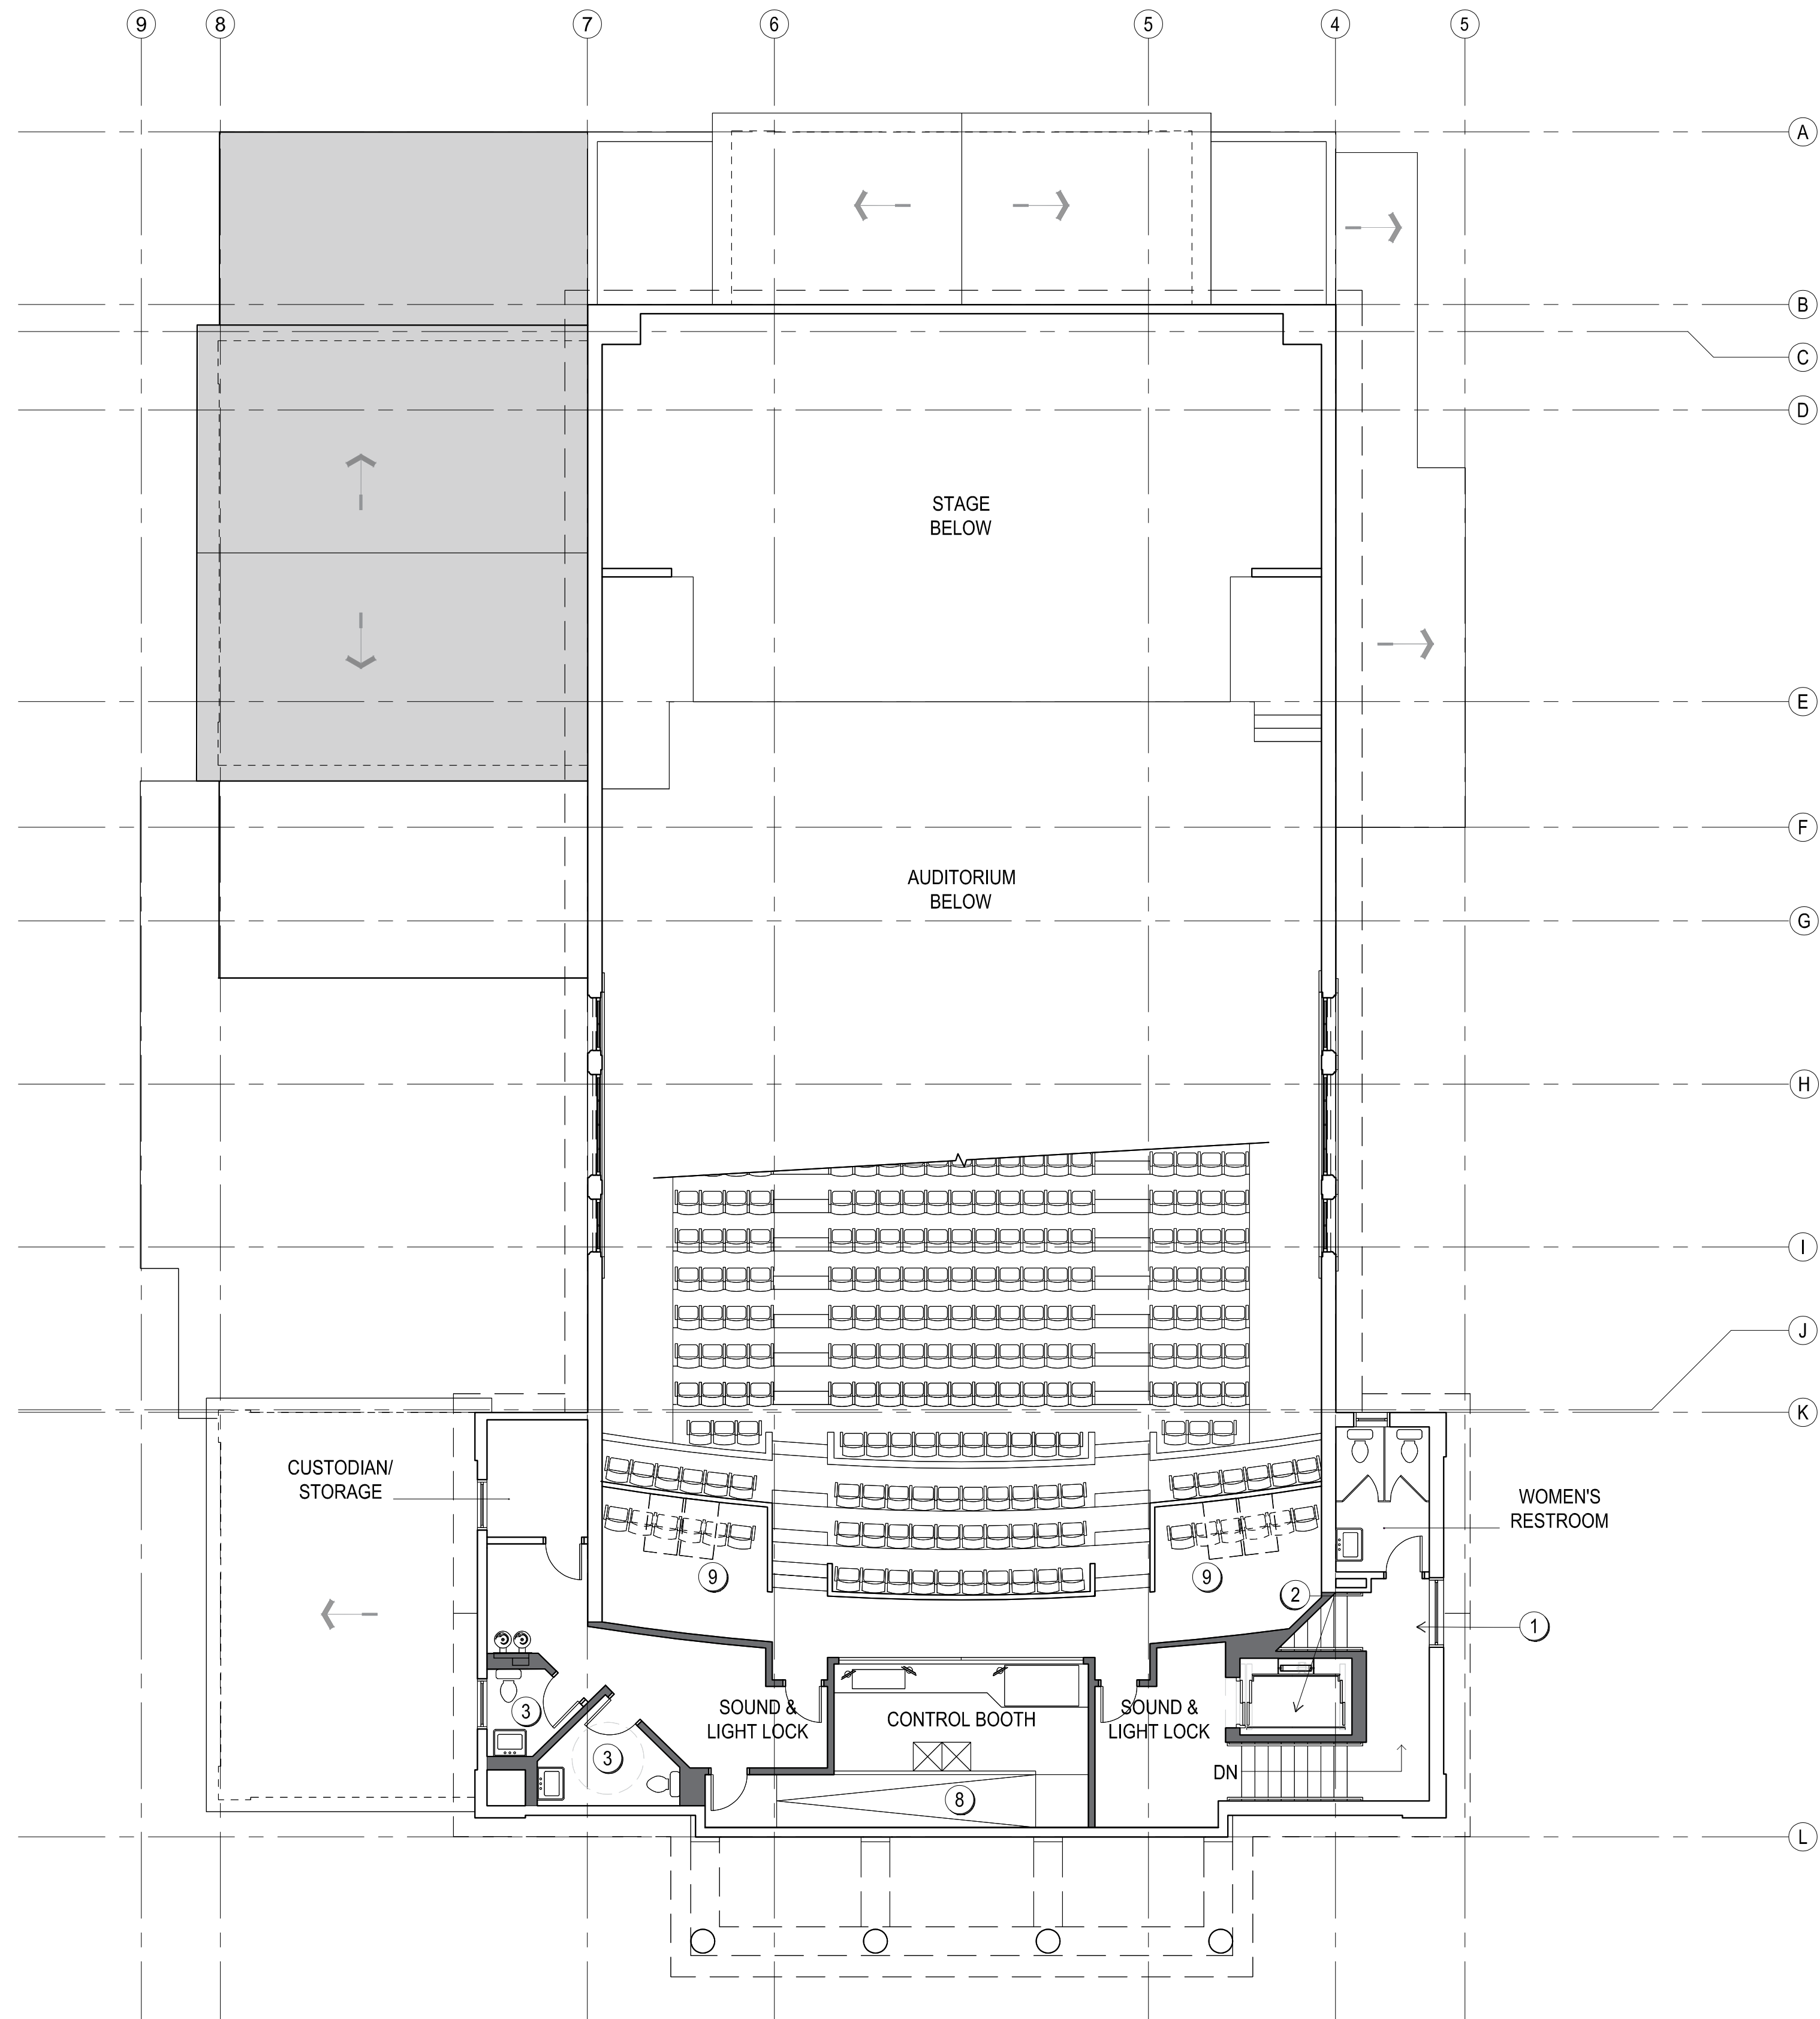 9 8 7 6 5 4 5
A
B
C
D
STAGE
BELOW
E
F
AUDITORIUM
BELOW
G
H
I
J
K
CUSTODIAN/
STORAGE
WOMEN'S
RESTROOM
9
9
2
1
3
SOUND &
LIGHT LOCK
CONTROL BOOTH
SOUND &
LIGHT LOCK
3
DN
8
L